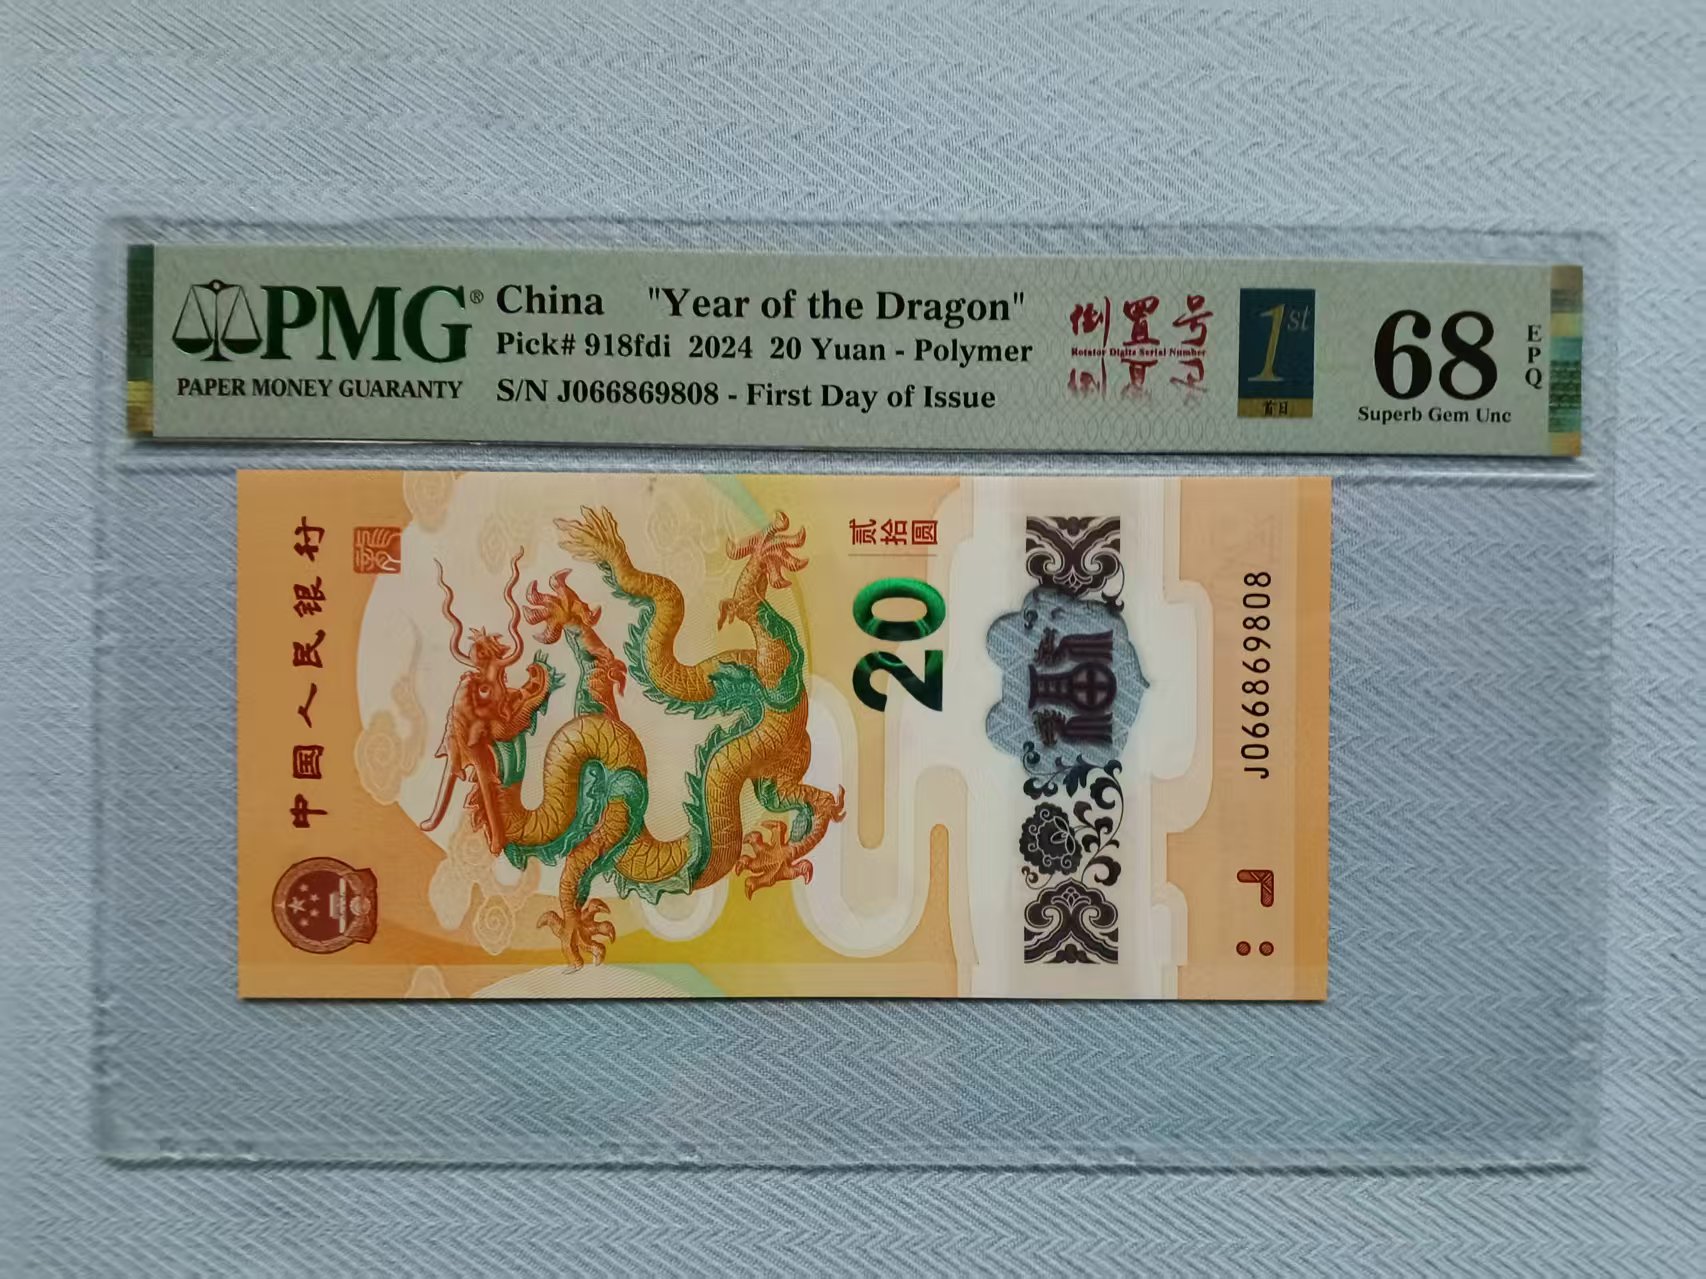 PMG®
PAPER MONEY GUARANTY
China "Year of the Dragon"
Pick# 918fdi 2024 20 Yuan - Polymer
S/N J066869808 - First Day of Issue
倒置号
Rotator Digits Serial Number
1st
首日
68
EPQ
Superb Gem Unc
中国人民银行
贰拾圆
20
J066869808